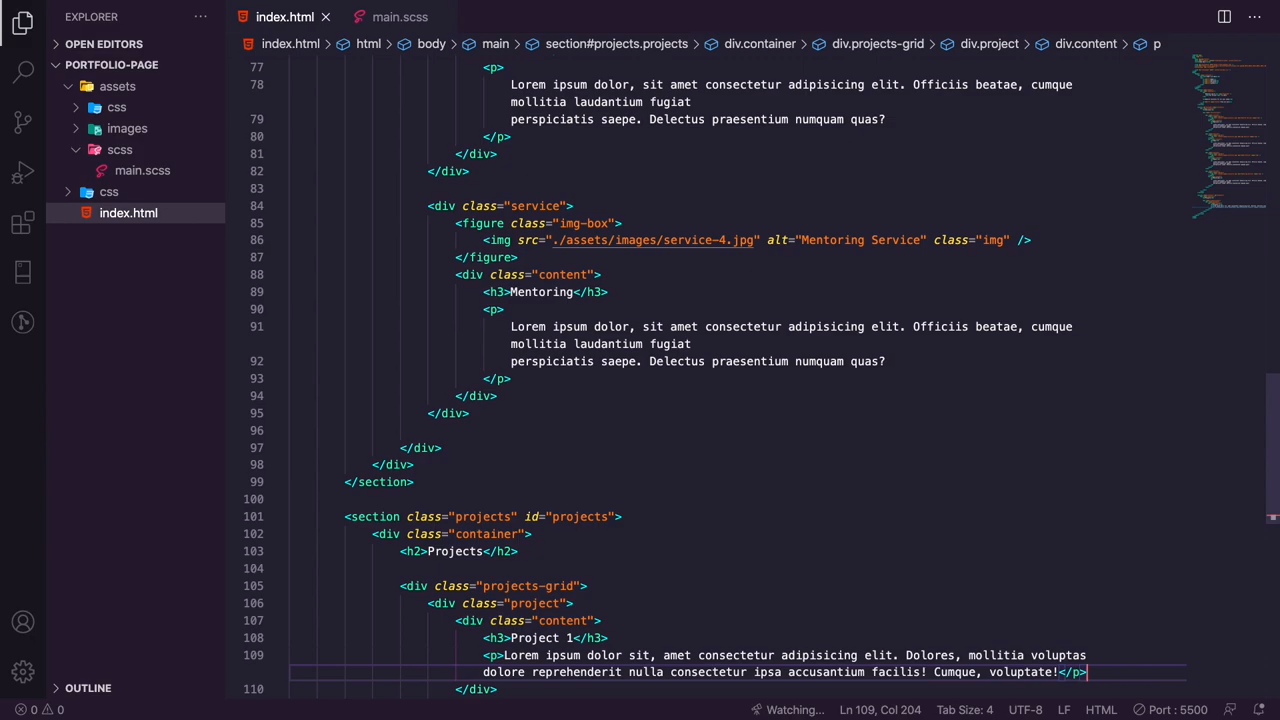 EXPLORER
index.html
main.scss
OPEN EDITORS
index.html html body main section#projects.projects div.container div.projects-grid div.project div.content p
PORTFOLIO-PAGE
assets
css
images
scss
main.scss
css
index.html
77 <p>
78 Lorem ipsum dolor, sit amet consectetur adipisicing elit. Officiis beatae, cumque
mollitia laudantium fugiat
79 perspiciatis saepe. Delectus praesentium numquam quas?
80 </p>
81 </div>
82 </div>
83
84 <div class="service">
85 <figure class="img-box">
86 <img src="./assets/images/service-4.jpg" alt="Mentoring Service" class="img" />
87 </figure>
88 <div class="content">
89 <h3>Mentoring</h3>
90 <p>
91 Lorem ipsum dolor, sit amet consectetur adipisicing elit. Officiis beatae, cumque
mollitia laudantium fugiat
92 perspiciatis saepe. Delectus praesentium numquam quas?
93 </p>
94 </div>
95 </div>
96
97 </div>
98 </div>
99 </section>
100
101 <section class="projects" id="projects">
102 <div class="container">
103 <h2>Projects</h2>
104
105 <div class="projects-grid">
106 <div class="project">
107 <div class="content">
108 <h3>Project 1</h3>
109 <p>Lorem ipsum dolor sit, amet consectetur adipisicing elit. Dolores, mollitia voluptas
dolore reprehenderit nulla consectetur ipsa accusantium facilis! Cumque, voluptate!</p>
110 </div>
OUTLINE
0 0
Watching... Ln 109, Col 204 Tab Size: 4 UTF-8 LF HTML Port : 5500